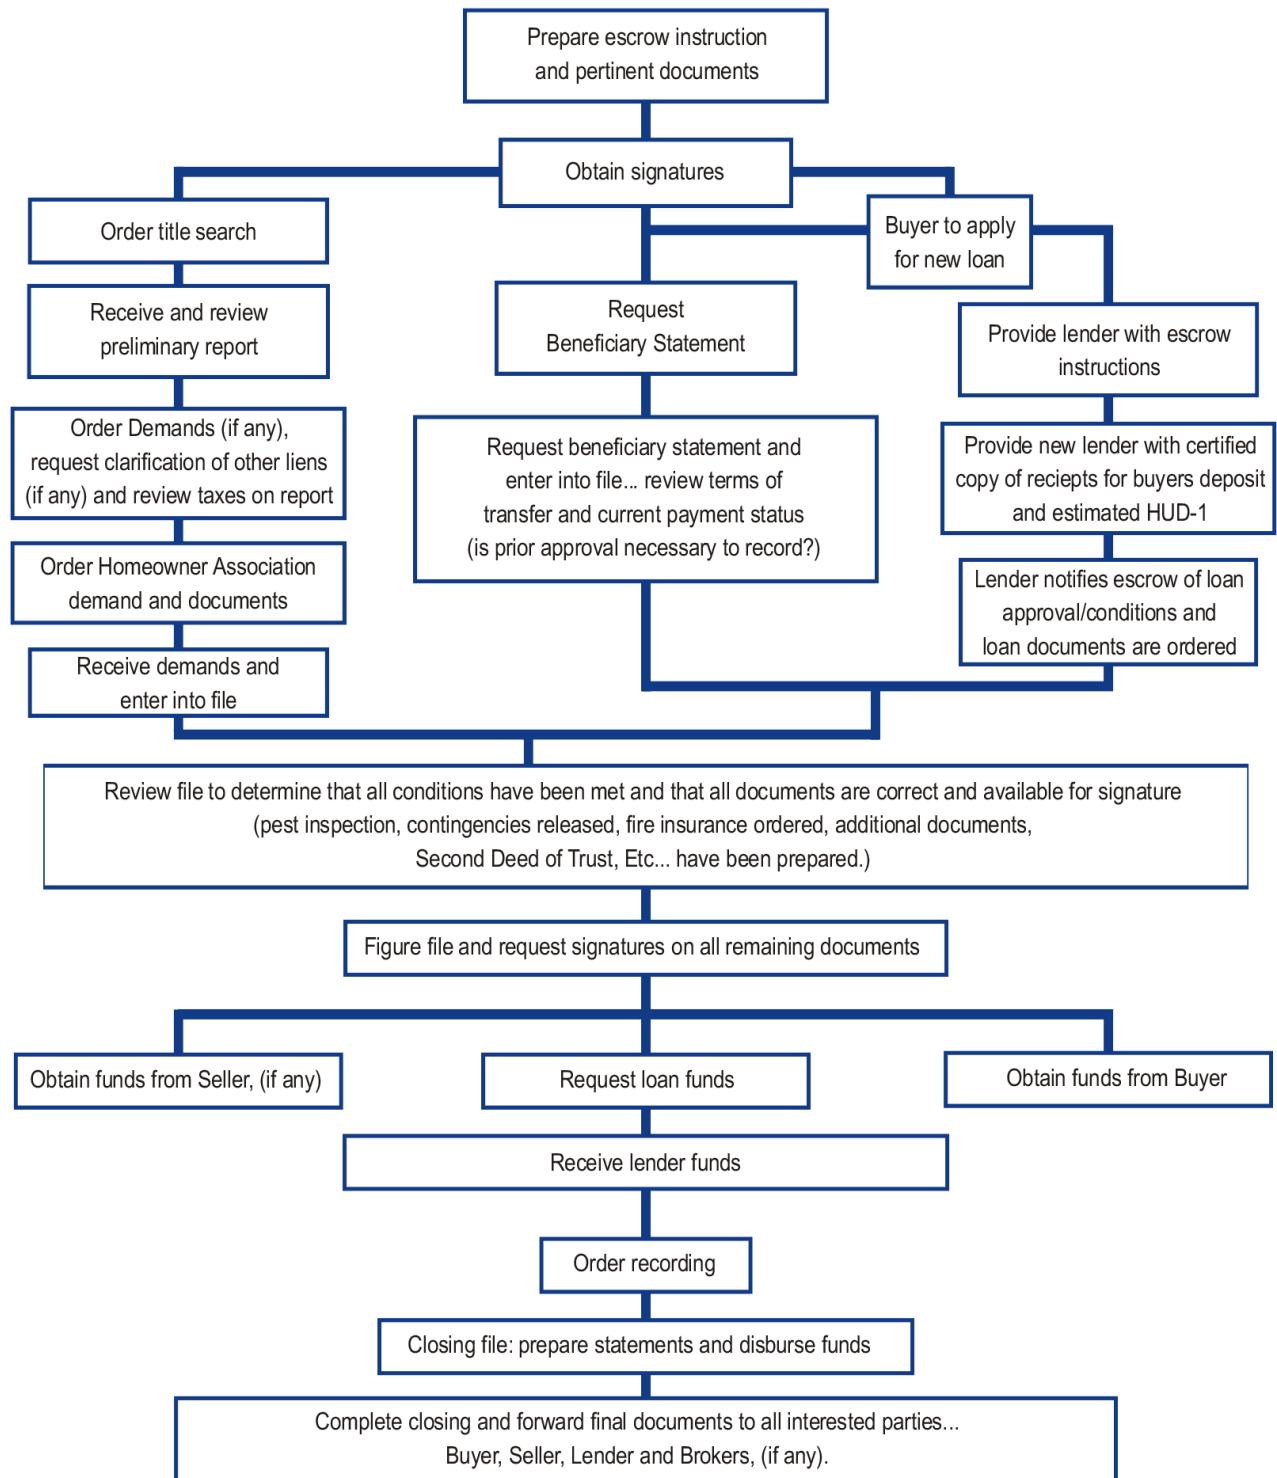 Prepare escrow instruction
and pertinent documents
Obtain signatures
Order title search
Receive and review
preliminary report
Order Demands (if any),
request clarification of other liens
(if any) and review taxes on report
Order Homeowner Association
demand and documents
Receive demands and
enter into file
Request
Beneficiary Statement
Request beneficiary statement and
enter into file... review terms of
transfer and current payment status
(is prior approval necessary to record?)
Buyer to apply
for new loan
Provide lender with escrow
instructions
Provide new lender with certified
copy of reciepts for buyers deposit
and estimated HUD-1
Lender notifies escrow of loan
approval/conditions and
loan documents are ordered
Review file to determine that all conditions have been met and that all documents are correct and available for signature
(pest inspection, contingencies released, fire insurance ordered, additional documents,
Second Deed of Trust, Etc... have been prepared.)
Figure file and request signatures on all remaining documents
Obtain funds from Seller, (if any)
Request loan funds
Obtain funds from Buyer
Receive lender funds
Order recording
Closing file: prepare statements and disburse funds
Complete closing and forward final documents to all interested parties...
Buyer, Seller, Lender and Brokers, (if any).